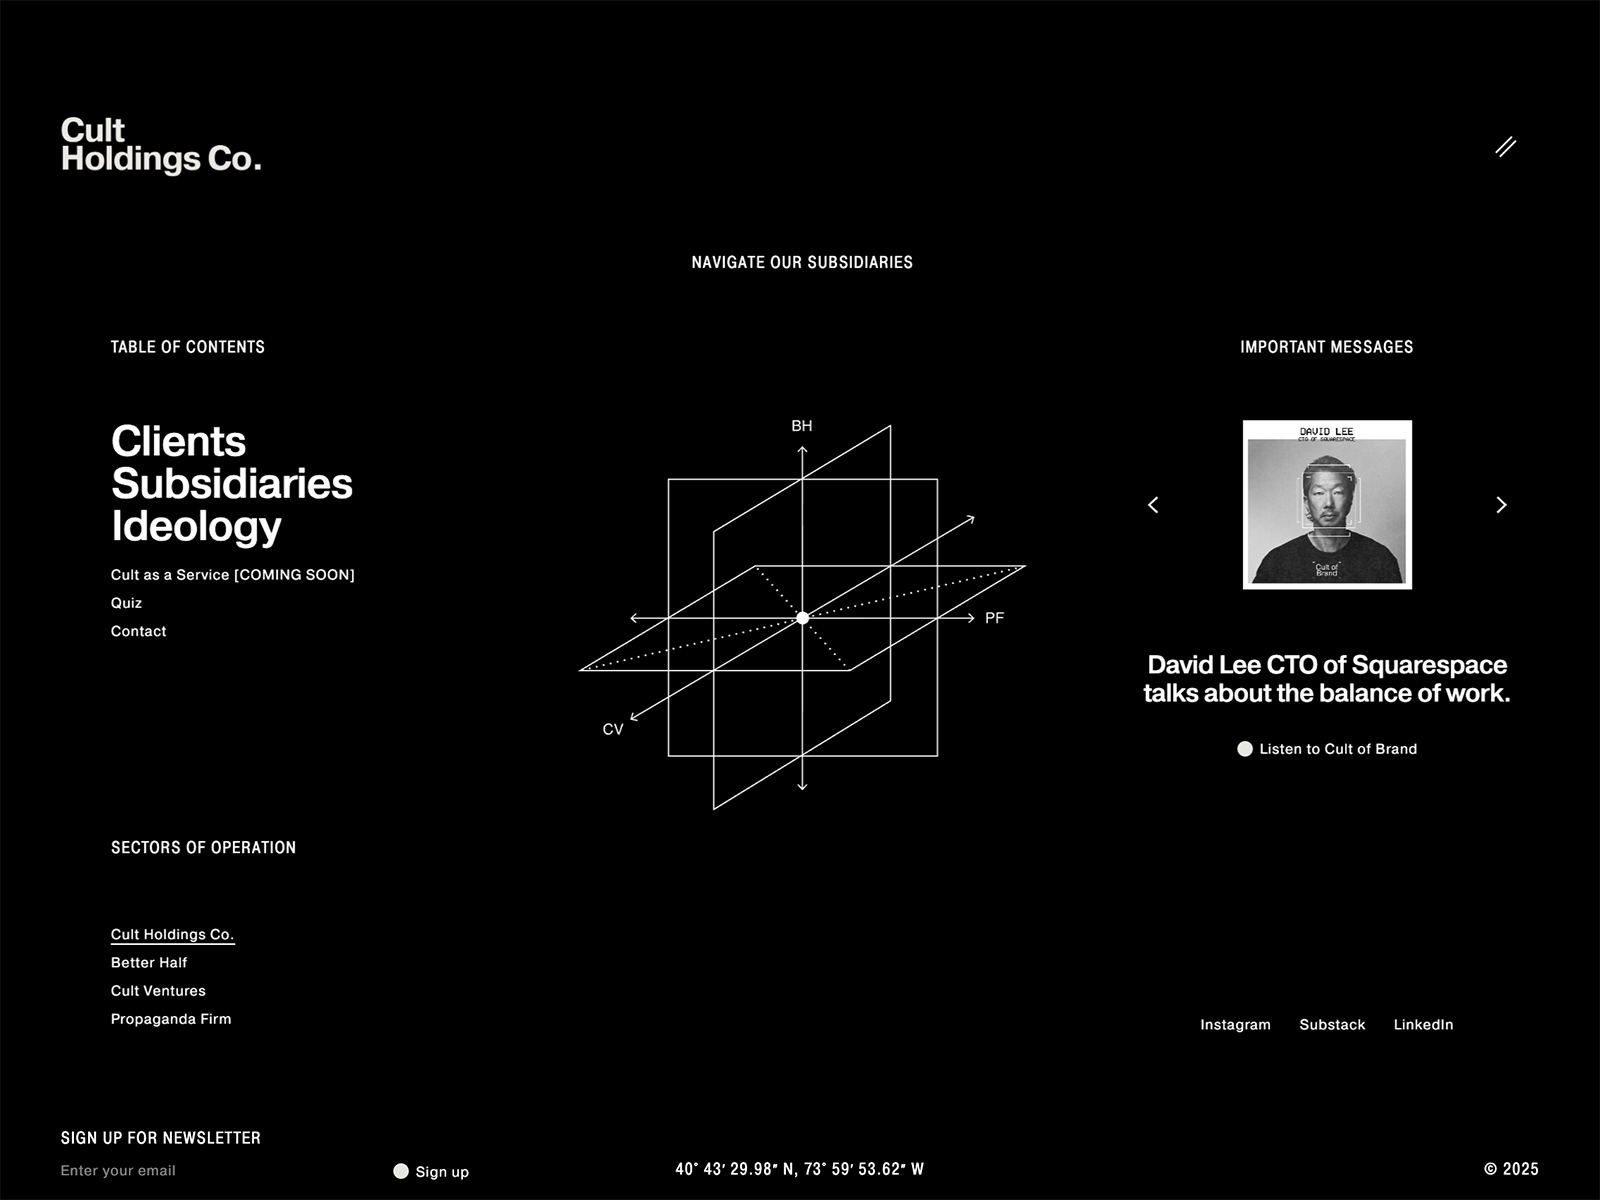 Cult
Holdings Co.
NAVIGATE OUR SUBSIDIARIES
TABLE OF CONTENTS
Clients
Subsidiaries
Ideology
Cult as a Service [COMING SOON]
Quiz
Contact
BH
PF
CV
IMPORTANT MESSAGES
DAVID LEE
CTO OF SQUARESPACE
Cult of
Brand
David Lee CTO of Squarespace
talks about the balance of work.
Listen to Cult of Brand
SECTORS OF OPERATION
Cult Holdings Co.
Better Half
Cult Ventures
Propaganda Firm
Instagram Substack LinkedIn
SIGN UP FOR NEWSLETTER
Enter your email
Sign up
40° 43′ 29.98″ N, 73° 59′ 53.62″ W
© 2025